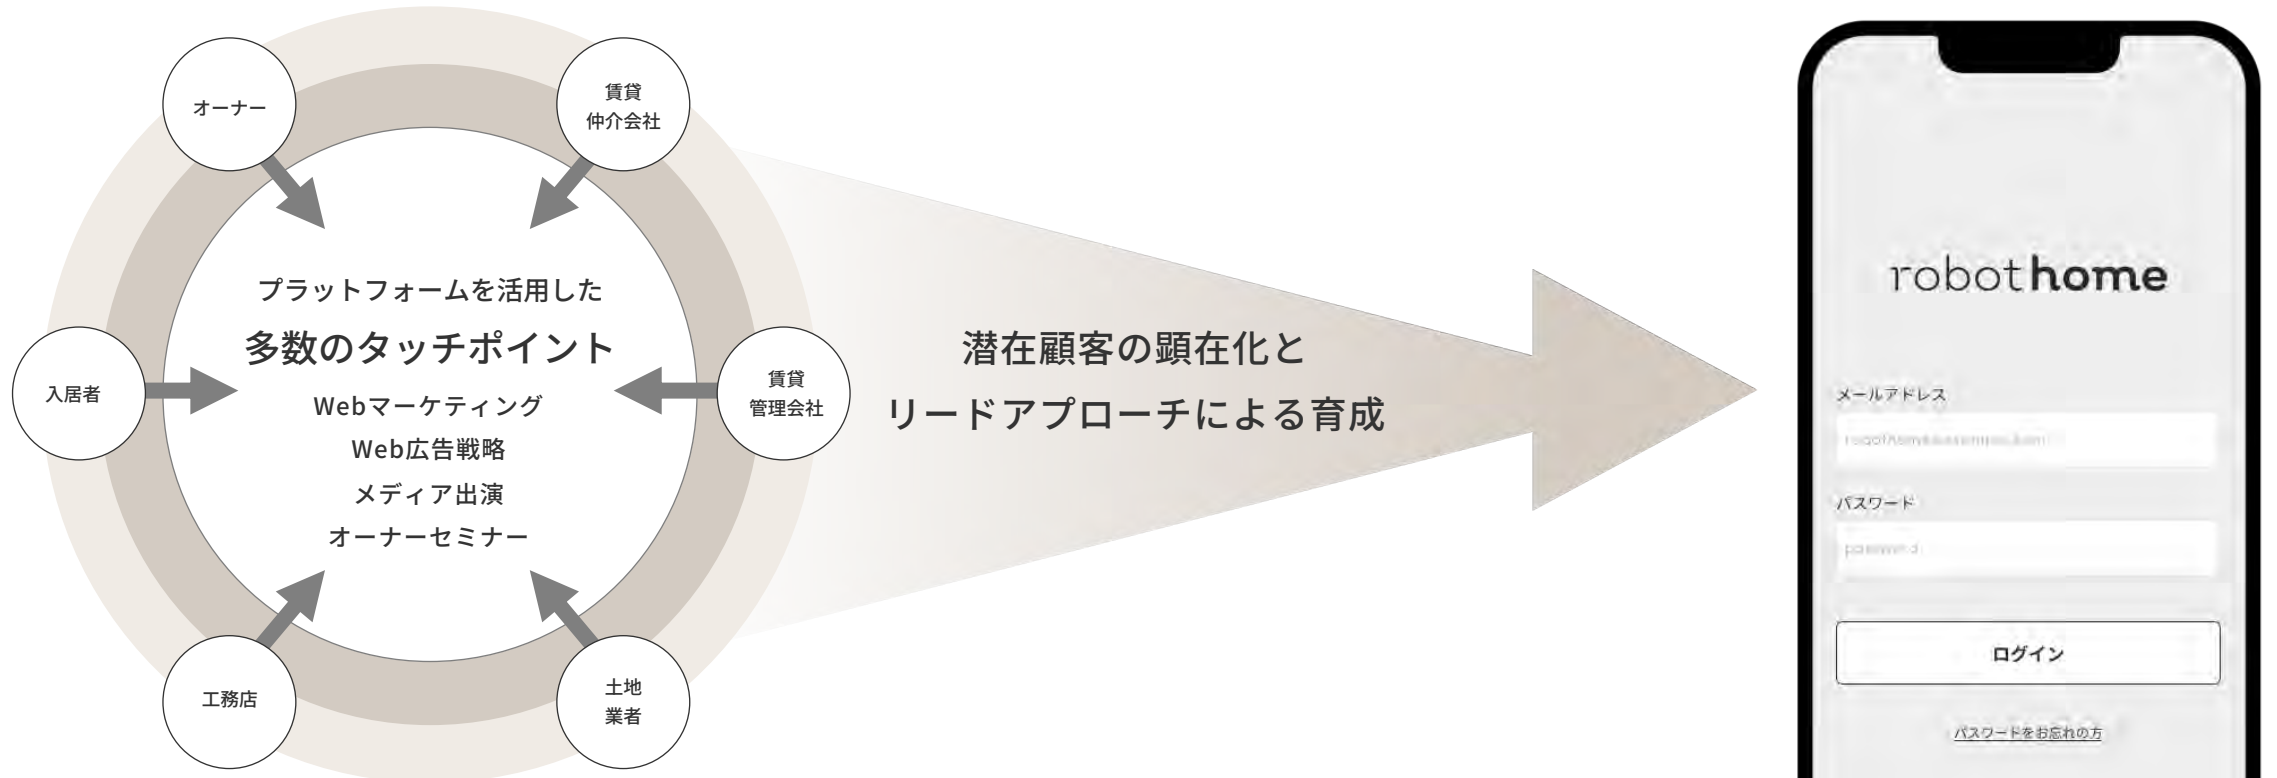 オーナー
賃貸
仲介会社
入居者
賃貸
管理会社
工務店
土地
業者
プラットフォームを活用した
多数のタッチポイント
Webマーケティング
Web広告戦略
メディア出演
オーナーセミナー
潜在顧客の顕在化と
リードアプローチによる育成
robot home
メールアドレス
パスワード
password
ログイン
パスワードをお忘れの方